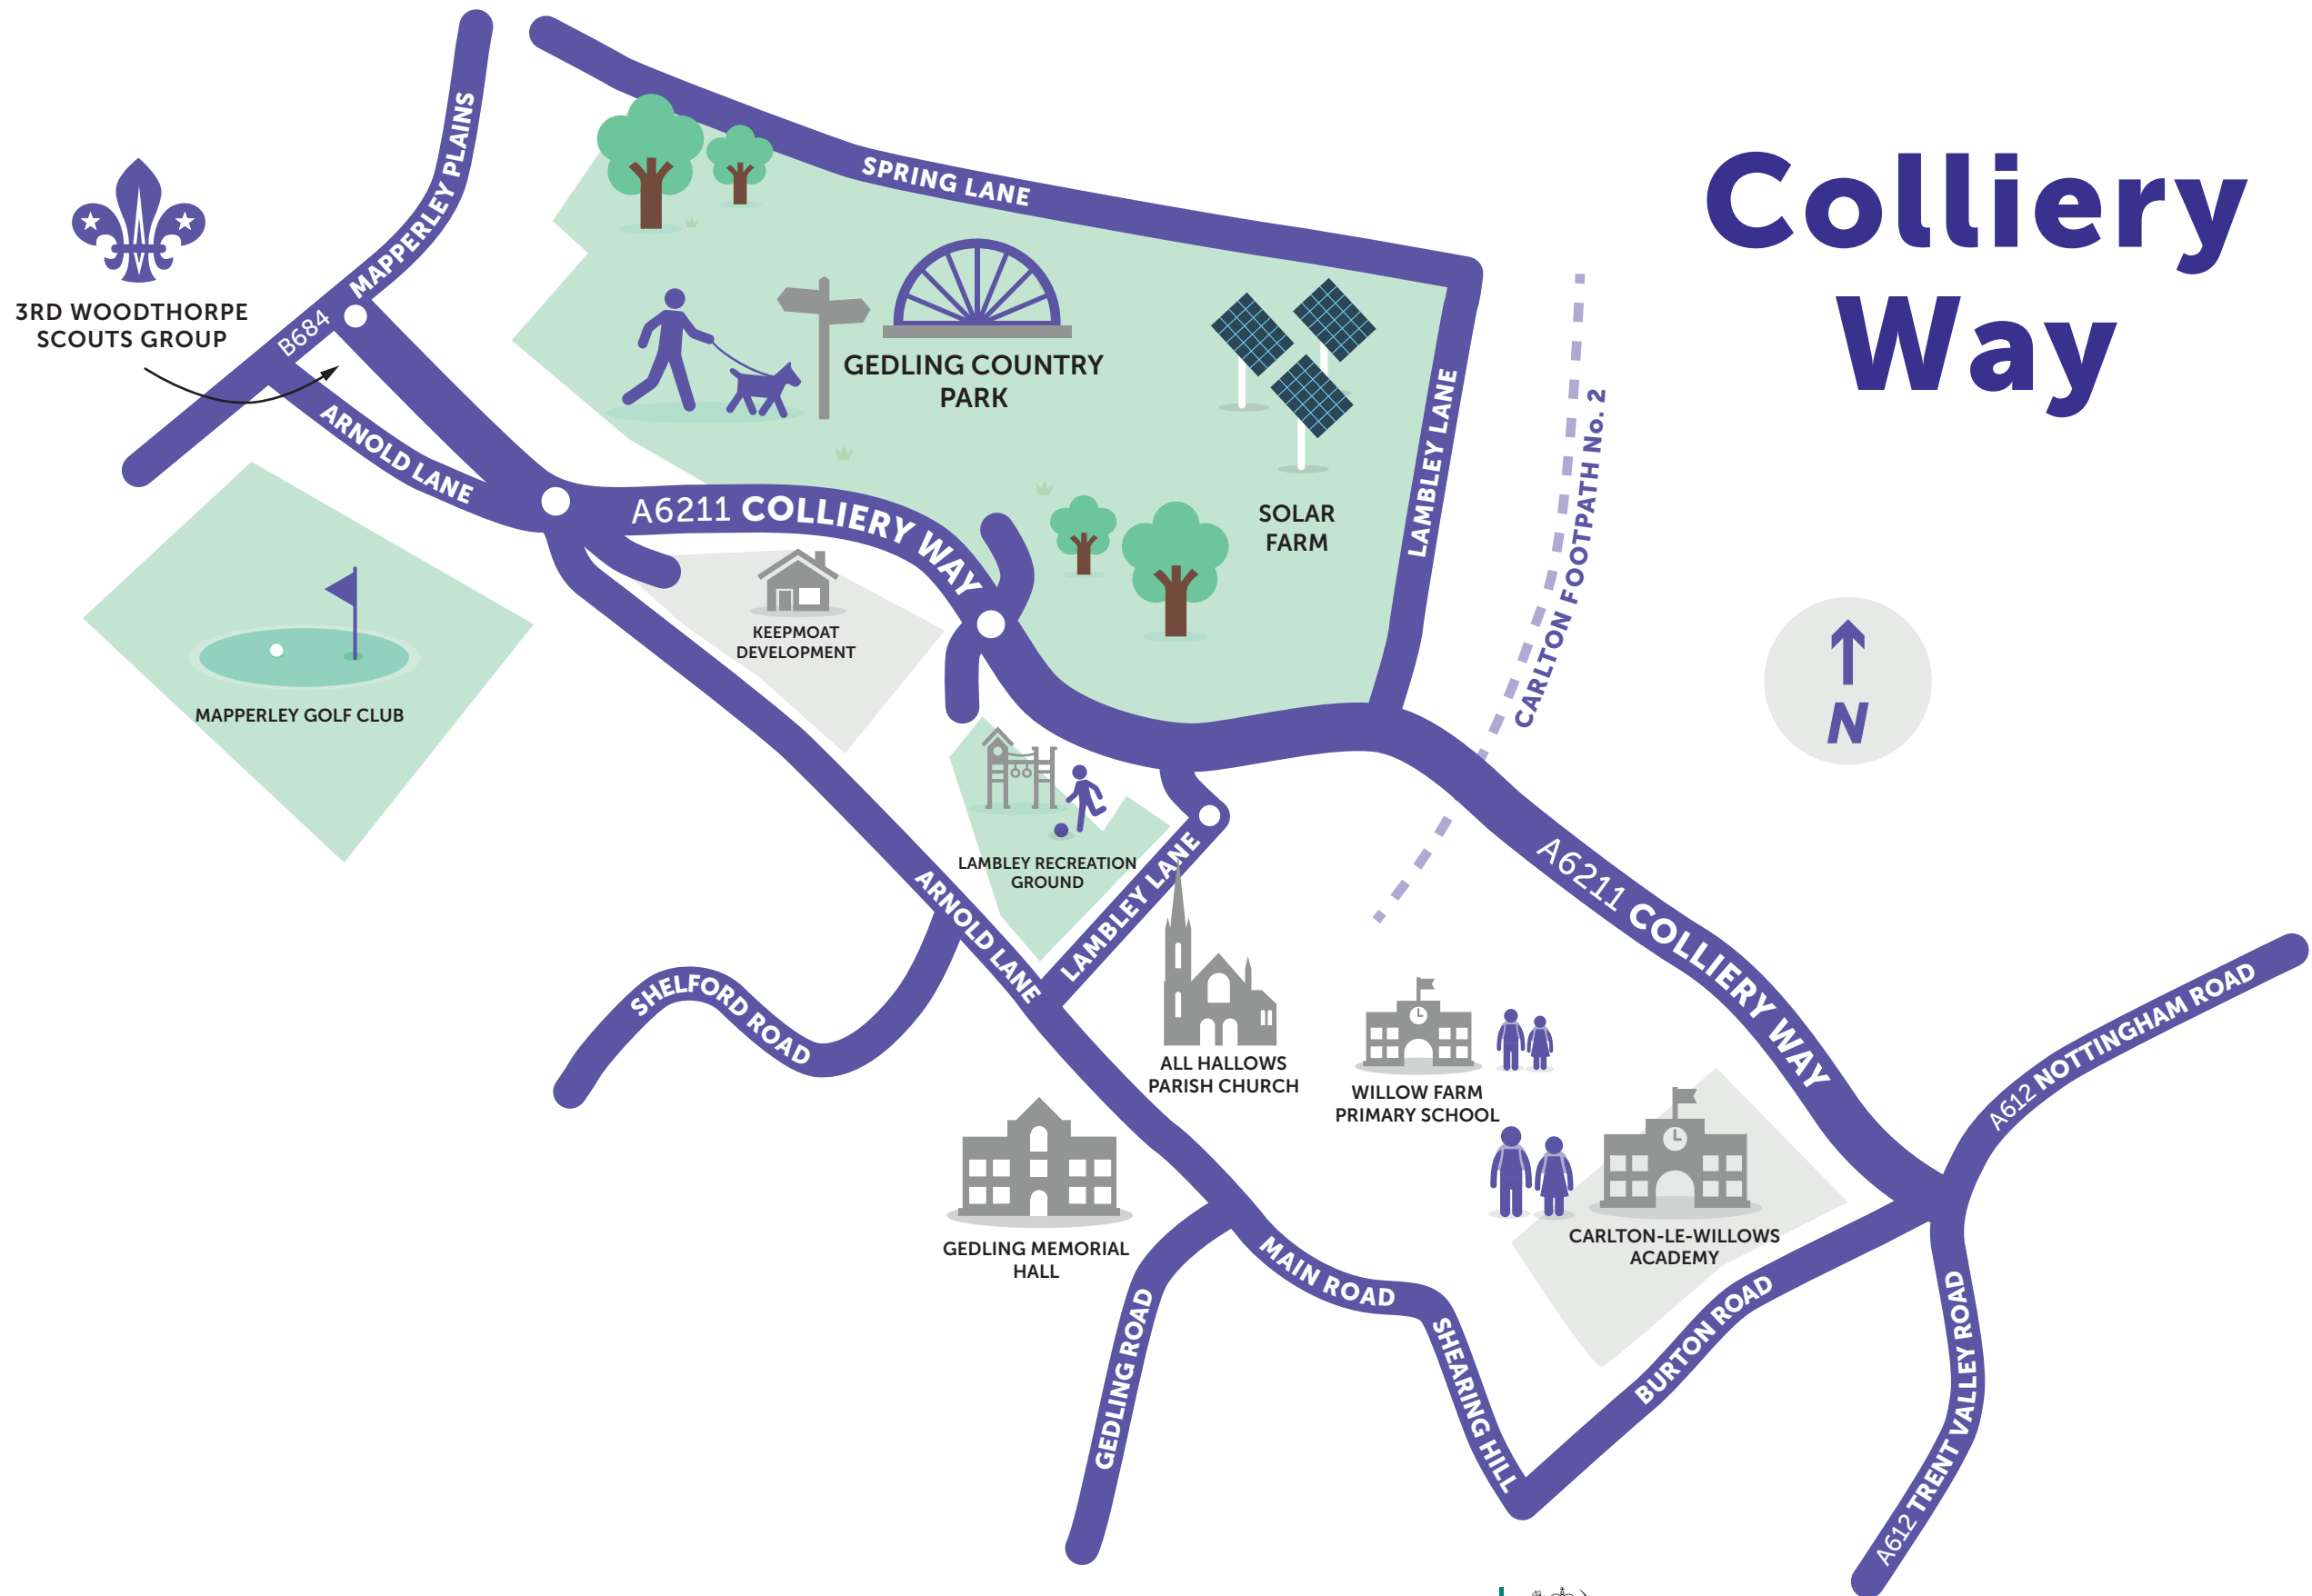 Colliery
Way
MAPPERLEY PLAINS
SPRING LANE
3RD WOODTHORPE
SCOUTS GROUP
B684
GEDLING COUNTRY
PARK
ARNOLD LANE
LAMBLEY LANE
CARLTON FOOTPATH No. 2
A6211 COLLIERY WAY
SOLAR
FARM
KEEPMOAT
DEVELOPMENT
N
MAPPERLEY GOLF CLUB
LAMBLEY RECREATION
GROUND
LAMBLEY LANE
A6211 COLLIERY WAY
ARNOLD LANE
SHELFORD ROAD
A612 NOTTINGHAM ROAD
ALL HALLOWS
PARISH CHURCH
WILLOW FARM
PRIMARY SCHOOL
GEDLING MEMORIAL
HALL
CARLTON-LE-WILLOWS
ACADEMY
MAIN ROAD
GEDLING ROAD
SHEARING HILL
BURTON ROAD
A612 TRENT VALLEY ROAD